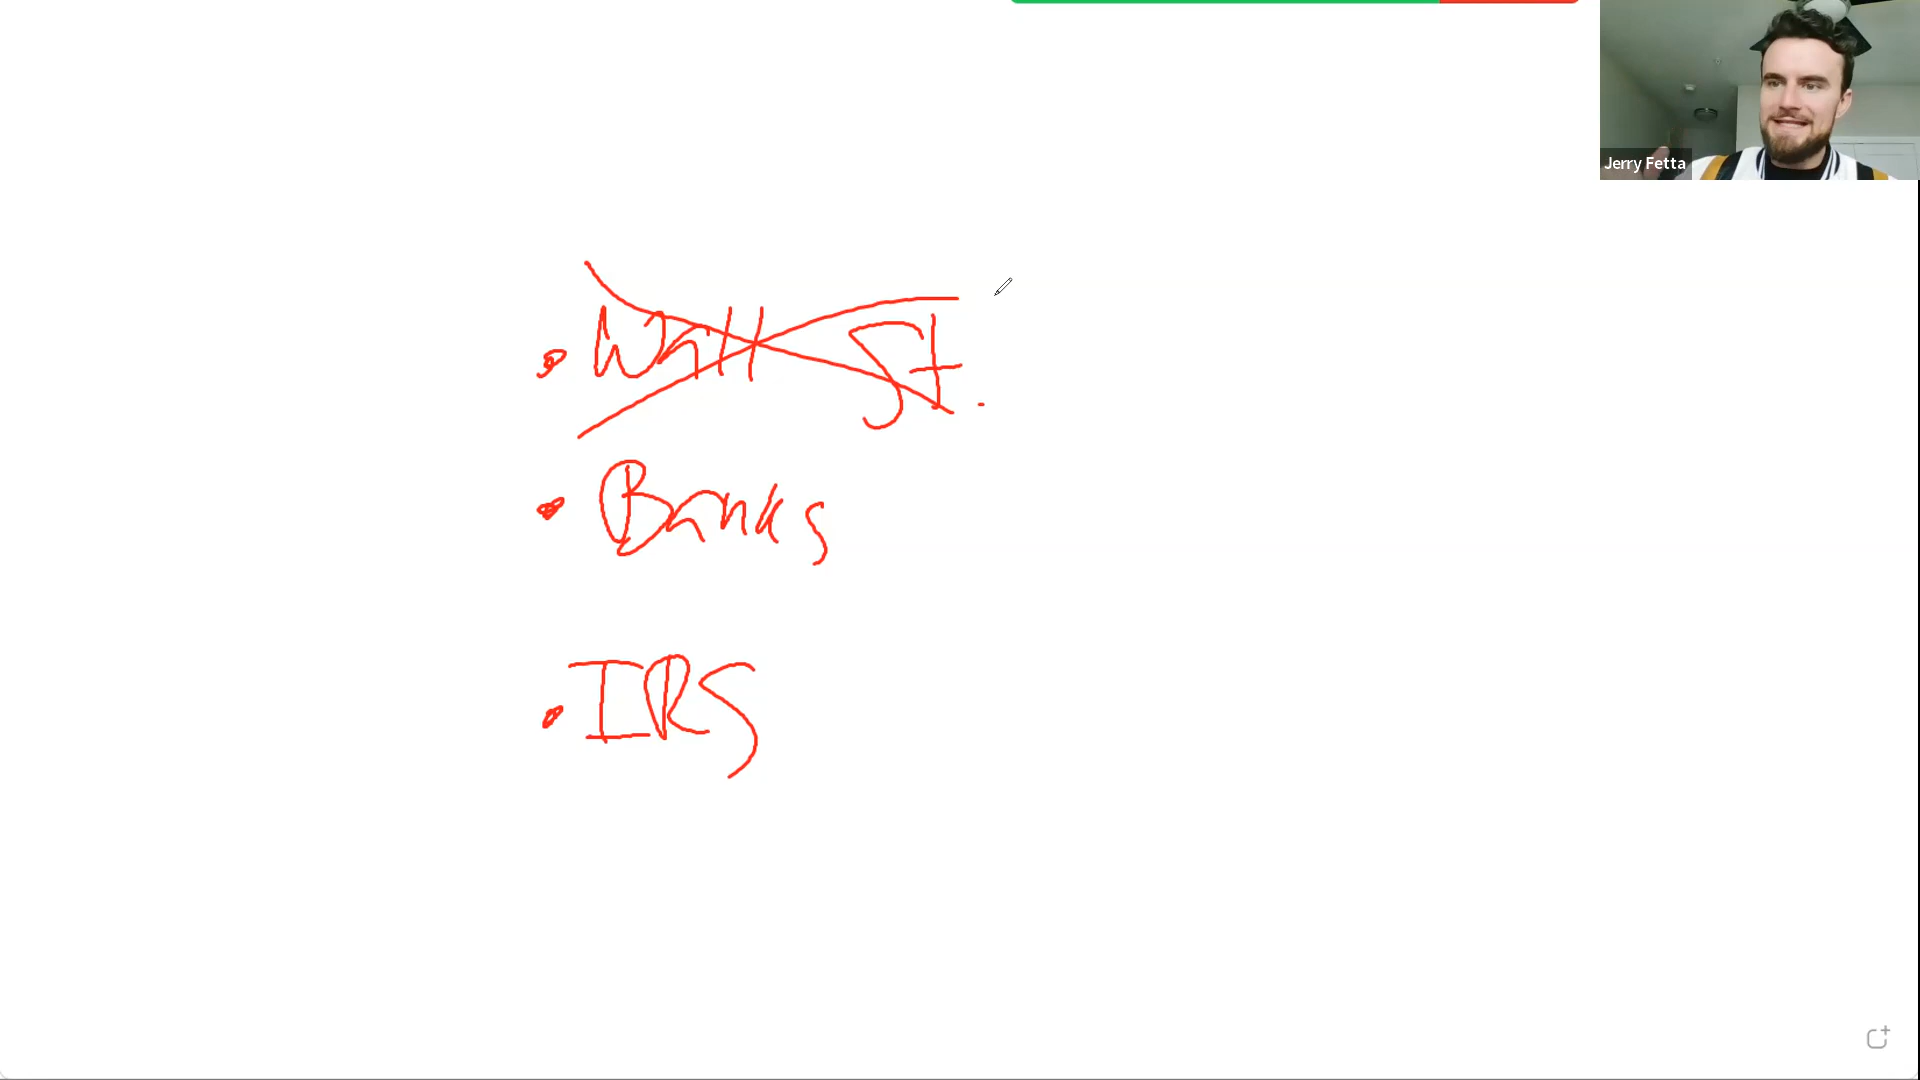 Jerry Fetta
• Wall St.
• Banks
• IRS